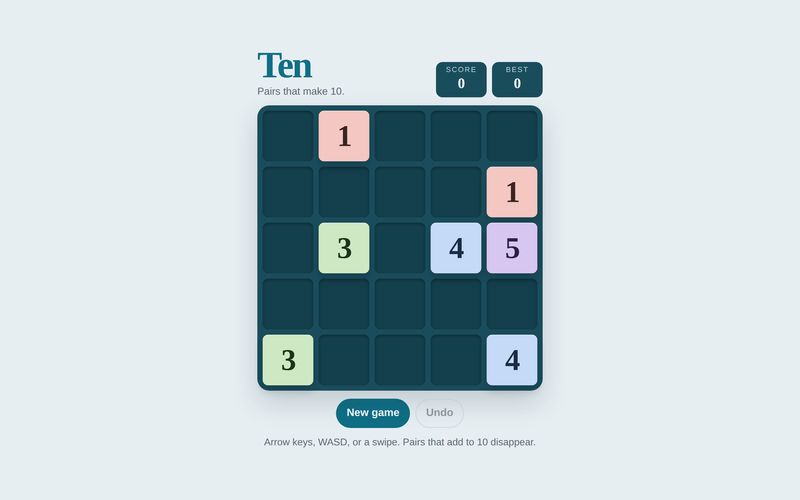 Ten
Pairs that make 10.
SCORE
0
BEST
0
1
1
3 4 5
3 4
New game Undo
Arrow keys, WASD, or a swipe. Pairs that add to 10 disappear.